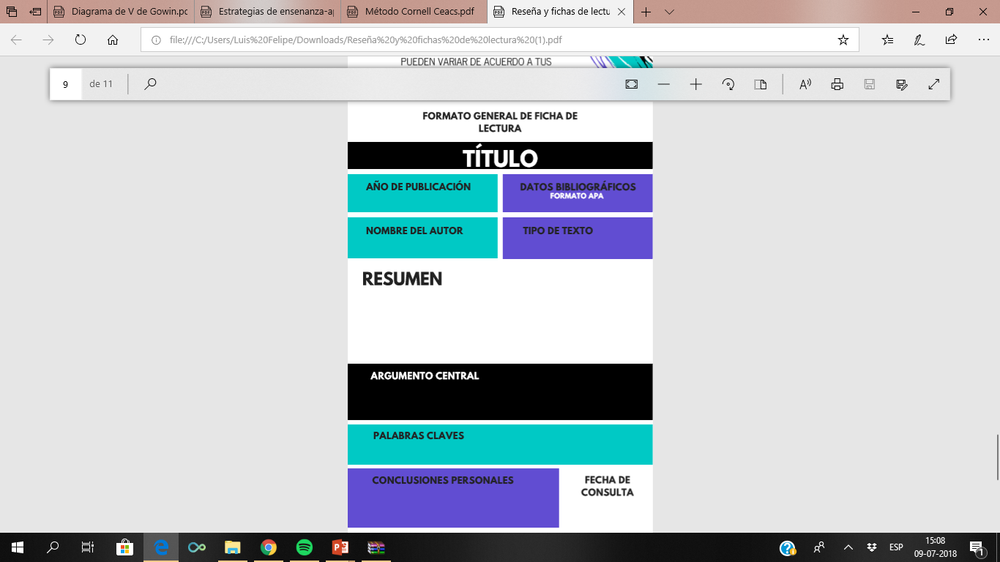 Diagrama de V de Gowin.pc
Estrategias de ensenanza-ap
Método Cornell Ceacs.pdf
Reseña y fichas de lectu
file:///C:/Users/Luis%20Felipe/Downloads/Reseña%20y%20fichas%20de%20lectura%20(1).pdf
PUEDEN VARIAR DE ACUERDO A TUS
9 de 11
FORMATO GENERAL DE FICHA DE
LECTURA
TÍTULO
AÑO DE PUBLICACIÓN
DATOS BIBLIOGRÁFICOS
FORMATO APA
NOMBRE DEL AUTOR
TIPO DE TEXTO
RESUMEN
ARGUMENTO CENTRAL
PALABRAS CLAVES
CONCLUSIONES PERSONALES
FECHA DE
CONSULTA
ESP
15:08
09-07-2018
1